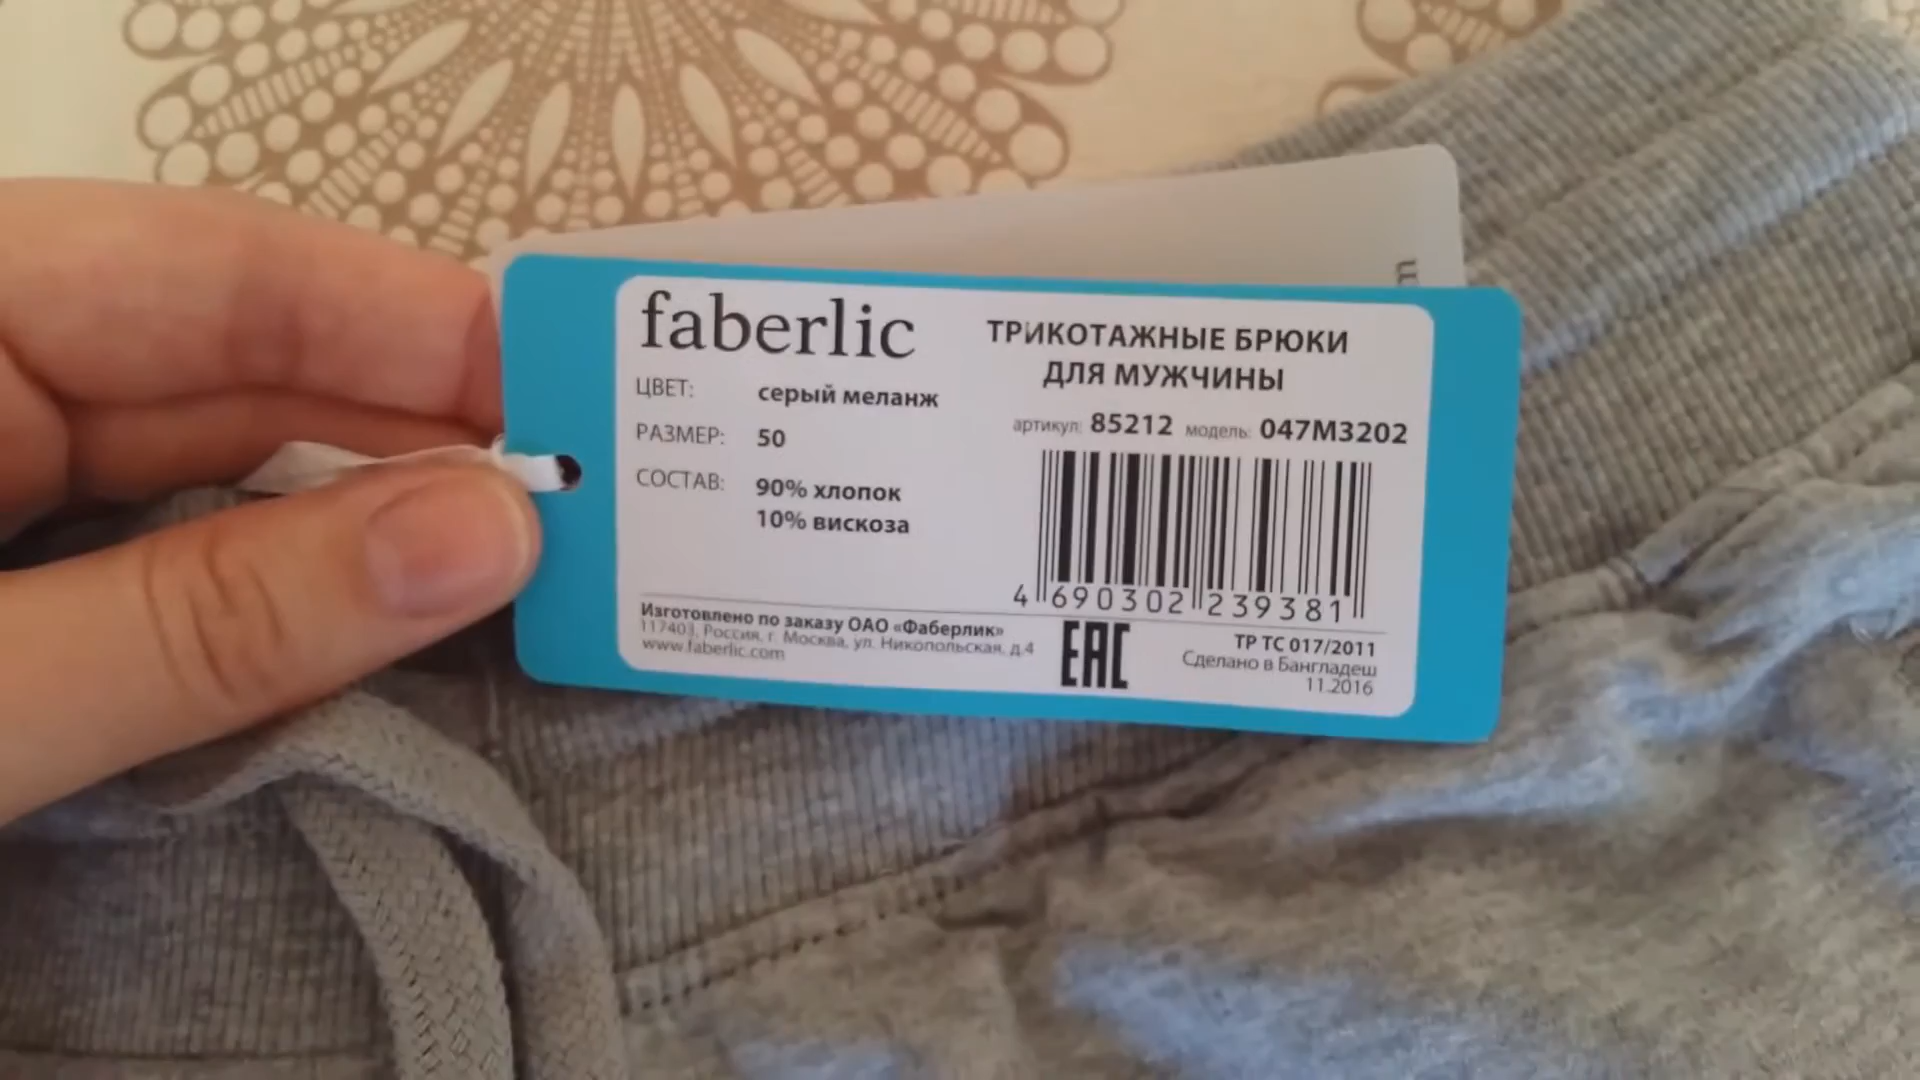 faberlic
ТРИКОТАЖНЫЕ БРЮКИ
ДЛЯ МУЖЧИНЫ
ЦВЕТ: серый меланж
артикул: 85212 модель: 047M3202
РАЗМЕР: 50
СОСТАВ: 90% хлопок
10% вискоза
4 690302 239381
Изготовлено по заказу ОАО «Фаберлик»
117403, Россия, г. Москва, ул. Никопольская, д.4
www.faberlic.com
EAC
ТР ТС 017/2011
Сделано в Бангладеш
11.2016
m